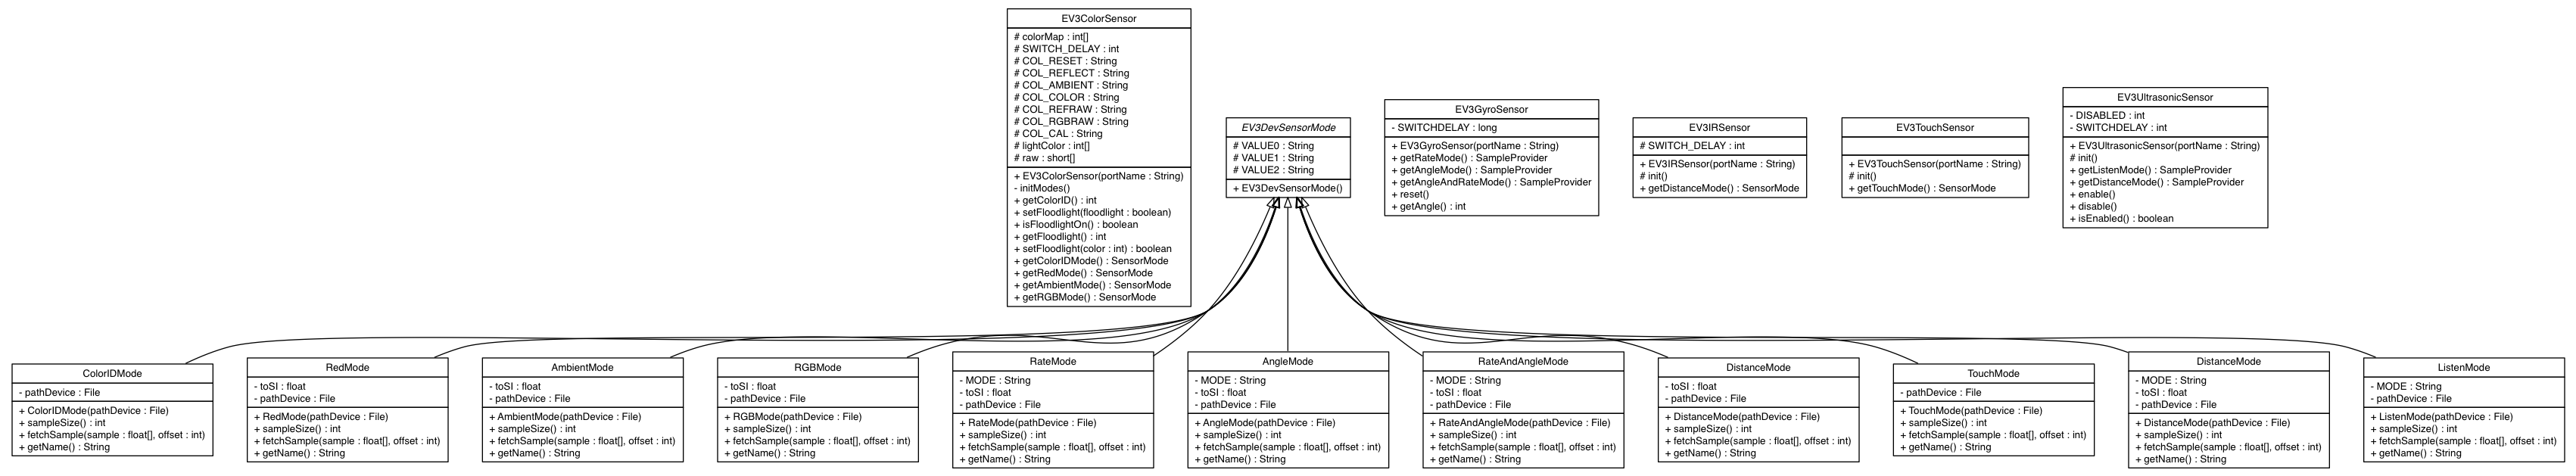 EV3ColorSensor
# colorMap : int[]
# SWITCH_DELAY : int
# COL_RESET : String
# COL_REFLECT : String
# COL_AMBIENT : String
# COL_COLOR : String
# COL_REFRAW : String
# COL_RGBRAW : String
# COL_CAL : String
# lightColor : int[]
# raw : short[]
+ EV3ColorSensor(portName : String)
- initModes()
+ getColorID() : int
+ setFloodlight(floodlight : boolean)
+ isFloodlightOn() : boolean
+ getFloodlight() : int
+ setFloodlight(color : int) : boolean
+ getColorIDMode() : SensorMode
+ getRedMode() : SensorMode
+ getAmbientMode() : SensorMode
+ getRGBMode() : SensorMode
EV3DevSensorMode
# VALUE0 : String
# VALUE1 : String
# VALUE2 : String
+ EV3DevSensorMode()
EV3GyroSensor
- SWITCHDELAY : long
+ EV3GyroSensor(portName : String)
+ getRateMode() : SampleProvider
+ getAngleMode() : SampleProvider
+ getAngleAndRateMode() : SampleProvider
+ reset()
+ getAngle() : int
EV3IRSensor
# SWITCH_DELAY : int
+ EV3IRSensor(portName : String)
# init()
+ getDistanceMode() : SensorMode
EV3TouchSensor
+ EV3TouchSensor(portName : String)
# init()
+ getTouchMode() : SensorMode
EV3UltrasonicSensor
- DISABLED : int
- SWITCHDELAY : int
+ EV3UltrasonicSensor(portName : String)
# init()
+ getListenMode() : SampleProvider
+ getDistanceMode() : SampleProvider
+ enable()
+ disable()
+ isEnabled() : boolean
ColorIDMode
- pathDevice : File
+ ColorIDMode(pathDevice : File)
+ sampleSize() : int
+ fetchSample(sample : float[], offset : int)
+ getName() : String
RedMode
- toSI : float
- pathDevice : File
+ RedMode(pathDevice : File)
+ sampleSize() : int
+ fetchSample(sample : float[], offset : int)
+ getName() : String
AmbientMode
- toSI : float
- pathDevice : File
+ AmbientMode(pathDevice : File)
+ sampleSize() : int
+ fetchSample(sample : float[], offset : int)
+ getName() : String
RGBMode
- toSI : float
- pathDevice : File
+ RGBMode(pathDevice : File)
+ sampleSize() : int
+ fetchSample(sample : float[], offset : int)
+ getName() : String
RateMode
- MODE : String
- toSI : float
- pathDevice : File
+ RateMode(pathDevice : File)
+ sampleSize() : int
+ fetchSample(sample : float[], offset : int)
+ getName() : String
AngleMode
- MODE : String
- toSI : float
- pathDevice : File
+ AngleMode(pathDevice : File)
+ sampleSize() : int
+ fetchSample(sample : float[], offset : int)
+ getName() : String
RateAndAngleMode
- MODE : String
- toSI : float
- pathDevice : File
+ RateAndAngleMode(pathDevice : File)
+ sampleSize() : int
+ fetchSample(sample : float[], offset : int)
+ getName() : String
DistanceMode
- toSI : float
- pathDevice : File
+ DistanceMode(pathDevice : File)
+ sampleSize() : int
+ fetchSample(sample : float[], offset : int)
+ getName() : String
TouchMode
- pathDevice : File
+ TouchMode(pathDevice : File)
+ sampleSize() : int
+ fetchSample(sample : float[], offset : int)
+ getName() : String
DistanceMode
- MODE : String
- toSI : float
- pathDevice : File
+ DistanceMode(pathDevice : File)
+ sampleSize() : int
+ fetchSample(sample : float[], offset : int)
+ getName() : String
ListenMode
- MODE : String
- pathDevice : File
+ ListenMode(pathDevice : File)
+ sampleSize() : int
+ fetchSample(sample : float[], offset : int)
+ getName() : String